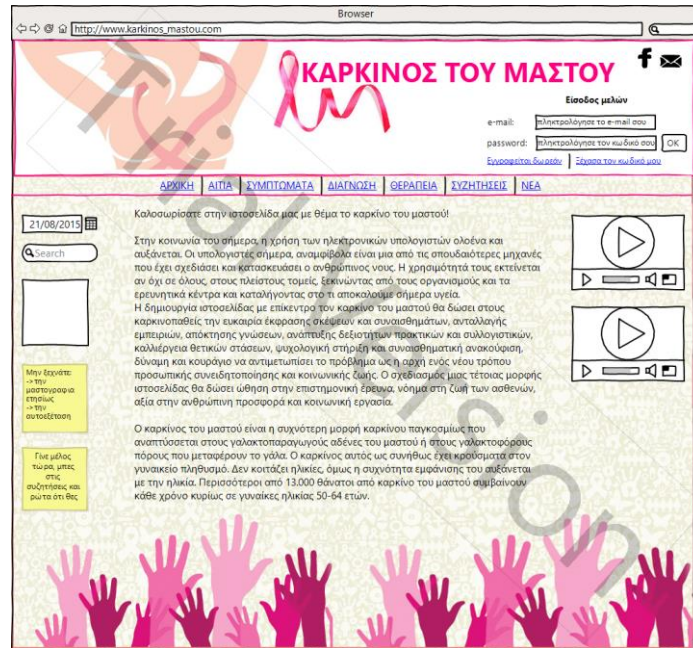 Browser
http://www.karkinos_mastou.com
ΚΑΡΚΙΝΟΣ ΤΟΥ ΜΑΣΤΟΥ
f
Είσοδος μελών
e-mail: πληκτρολόγησε το e-mail σου
password: πληκτρολόγησε τον κωδικό σου OK
Εγγραφείται δωρεάν Ξέχασα τον κωδικό μου
ΑΡΧΙΚΗ ΑΙΤΙΑ ΣΥΜΠΤΩΜΑΤΑ ΔΙΑΓΝΩΣΗ ΘΕΡΑΠΕΙΑ ΣΥΖΗΤΗΣΕΙΣ ΝΕΑ
21/08/2015
Search
Μην ξεχνάτε:
->την
μαστογραφια
ετησίως
->την
αυτοεξέταση
Γίνε μέλος
τώρα, μπες
στις
συζητήσεις και
ρώτα ότι θες
Καλοσωρίσατε στην ιστοσελίδα μας με θέμα το καρκίνο του μαστού!
Στην κοινωνία του σήμερα, η χρήση των ηλεκτρονικών υπολογιστών ολοένα και
αυξάνεται. Οι υπολογιστές σήμερα, αναμφίβολα είναι μια από τις σπουδαιότερες μηχανές
που έχει σχεδιάσει και κατασκευάσει ο ανθρώπινος νους. Η χρησιμότητά τους εκτείνεται
αν όχι σε όλους, στους πλείστους τομείς, ξεκινώντας από τους οργανισμούς και τα
ερευνητικά κέντρα και καταλήγοντας στο τι αποκαλούμε σήμερα υγεία.
Η δημιουργία ιστοσελίδας με επίκεντρο τον καρκίνο του μαστού θα δώσει στους
καρκινοπαθείς την ευκαιρία έκφρασης σκέψεων και συναισθημάτων, ανταλλαγής
εμπειριών, απόκτησης γνώσεων, ανάπτυξης δεξιοτήτων πρακτικών και συλλογιστικών,
καλλιέργεια θετικών στάσεων, ψυχολογική στήριξη και συναισθηματική ανακούφιση,
δύναμη και κουράγιο να αντιμετωπίσει το πρόβλημα ως η αρχή ενός νέου τρόπου
προσωπικής συνειδητοποίησης και κοινωνικής ζωής. Ο σχεδιασμός μιας τέτοιας μορφής
ιστοσελίδας θα δώσει ώθηση στην επιστημονική έρευνα, νόημα στη ζωή των ασθενών,
αξία στην ανθρώπινη προσφορά και κοινωνική εργασία.
Ο καρκίνος του μαστού είναι η συχνότερη μορφή καρκίνου παγκοσμίως που
αναπτύσσεται στους γαλακτοπαραγωγούς αδένες του μαστού ή στους γαλακτοφόρους
πόρους που μεταφέρουν το γάλα. Ο καρκίνος αυτός ως συνήθως έχει κρούσματα στον
γυναικείο πληθυσμό. Δεν κοιτάζει ηλικίες, όμως η συχνότητα εμφάνισης του αυξάνεται
με την ηλικία. Περισσότεροι από 13.000 θάνατοι από καρκίνο του μαστού συμβαίνουν
κάθε χρόνο κυρίως σε γυναίκες ηλικίας 50-64 ετών.
Trial Version